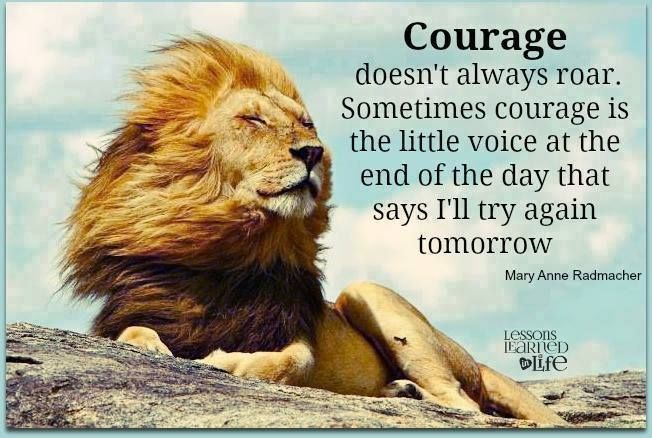 Courage
doesn't always roar.
Sometimes courage is
the little voice at the
end of the day that
says I'll try again
tomorrow
Mary Anne Radmacher
LESSONS
LEARNED
IN LiFe